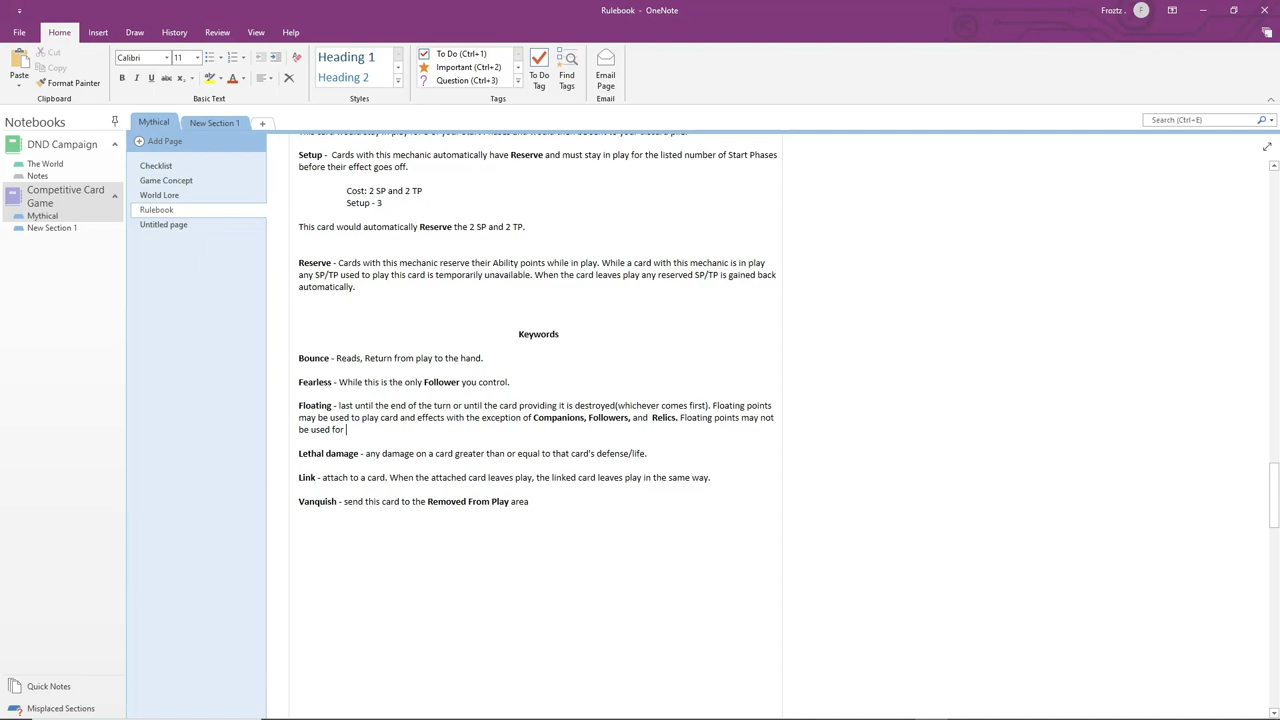 Rulebook - OneNote
Froztz .
F
File
Home
Insert
Draw
History
Review
View
Help
Paste
Cut
Copy
Format Painter
Clipboard
Calibri
11
B I U abc x₂
A
Basic Text
Heading 1
Heading 2
Styles
To Do (Ctrl+1)
Important (Ctrl+2)
Question (Ctrl+3)
To Do
Tag
Find
Tags
Tags
Email
Page
Email
Notebooks
Mythical
New Section 1
Search (Ctrl+E)
DND Campaign
The World
Notes
Competitive Card
Game
Mythical
New Section 1
Add Page
Checklist
Game Concept
World Lore
Rulebook
Untitled page
Setup - Cards with this mechanic automatically have Reserve and must stay in play for the listed number of Start Phases
before their effect goes off.
Cost: 2 SP and 2 TP
Setup - 3
This card would automatically Reserve the 2 SP and 2 TP.
Reserve - Cards with this mechanic reserve their Ability points while in play. While a card with this mechanic is in play
any SP/TP used to play this card is temporarily unavailable. When the card leaves play any reserved SP/TP is gained back
automatically.
Keywords
Bounce - Reads, Return from play to the hand.
Fearless - While this is the only Follower you control.
Floating - last until the end of the turn or until the card providing it is destroyed(whichever comes first). Floating points
may be used to play card and effects with the exception of Companions, Followers, and Relics. Floating points may not
be used for
Lethal damage - any damage on a card greater than or equal to that card's defense/life.
Link - attach to a card. When the attached card leaves play, the linked card leaves play in the same way.
Vanquish - send this card to the Removed From Play area
Quick Notes
Misplaced Sections